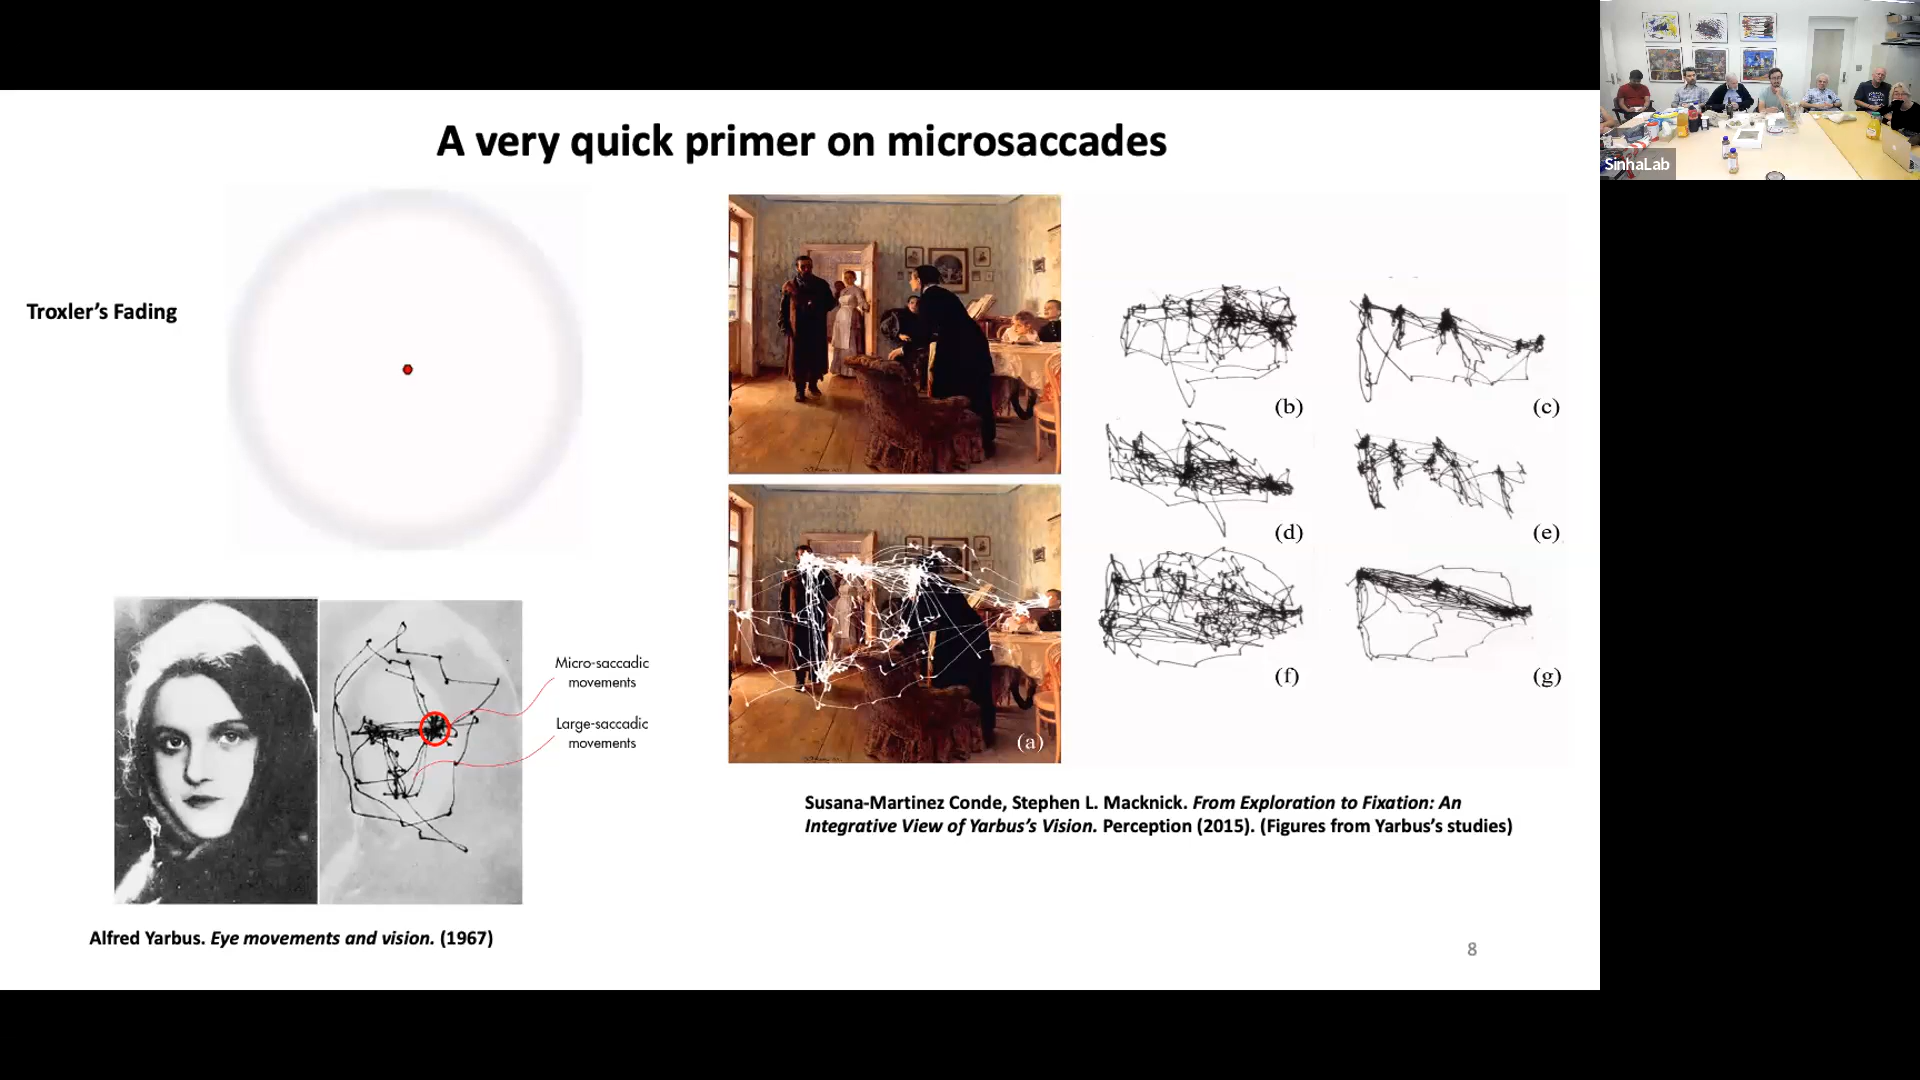 A very quick primer on microsaccades
Troxler's Fading
Micro-saccadic
movements
Large-saccadic
movements
Alfred Yarbus. Eye movements and vision. (1967)
(a)
(b)
(c)
(d)
(e)
(f)
(g)
Susana-Martinez Conde, Stephen L. Macknick. From Exploration to Fixation: An
Integrative View of Yarbus's Vision. Perception (2015). (Figures from Yarbus's studies)
8
SinhaLab